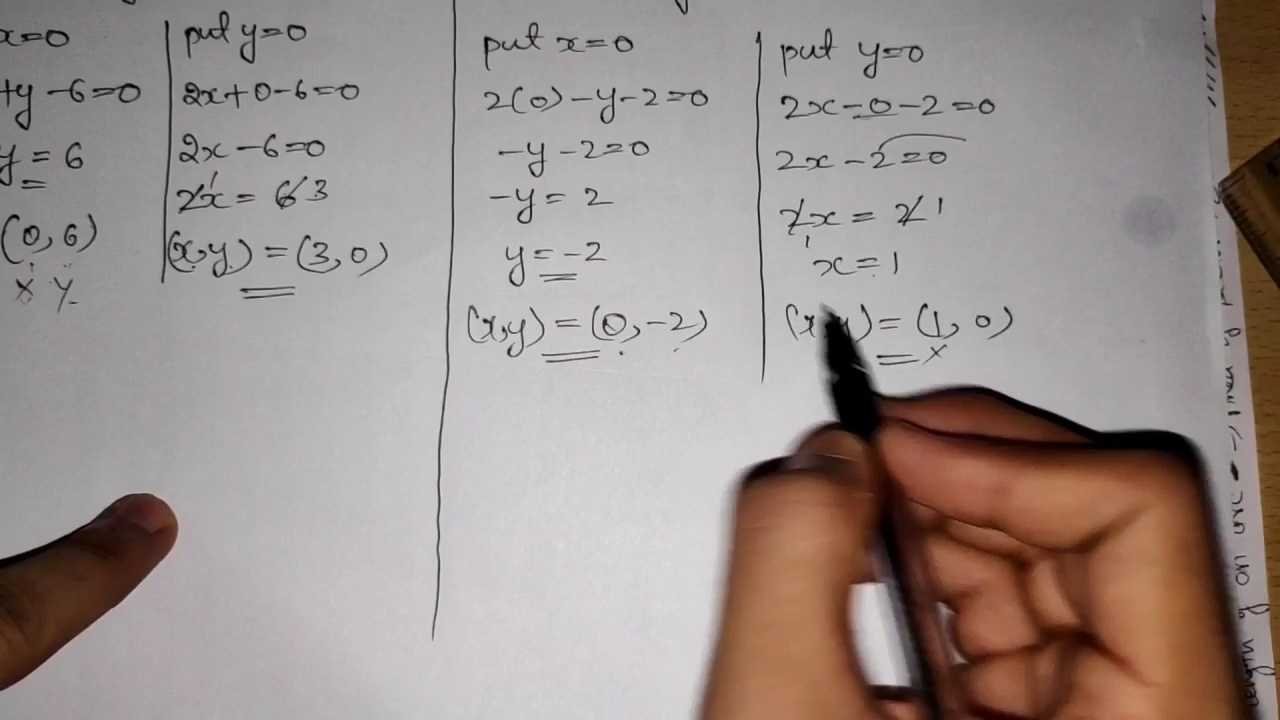 x=0
+y-6=0
y=6
(0,6)
x y
put y=0
2x+0-6=0
2x-6=0
2x=6 3
(x,y)=(3,0)
put x=0
2(0)-y-2=0
-y-2=0
-y=2
y=-2
(x,y)=(0,-2)
put y=0
2x-0-2=0
2x-2=0
2x=2 1
1
x=1
(x,y)=(1,0)
x